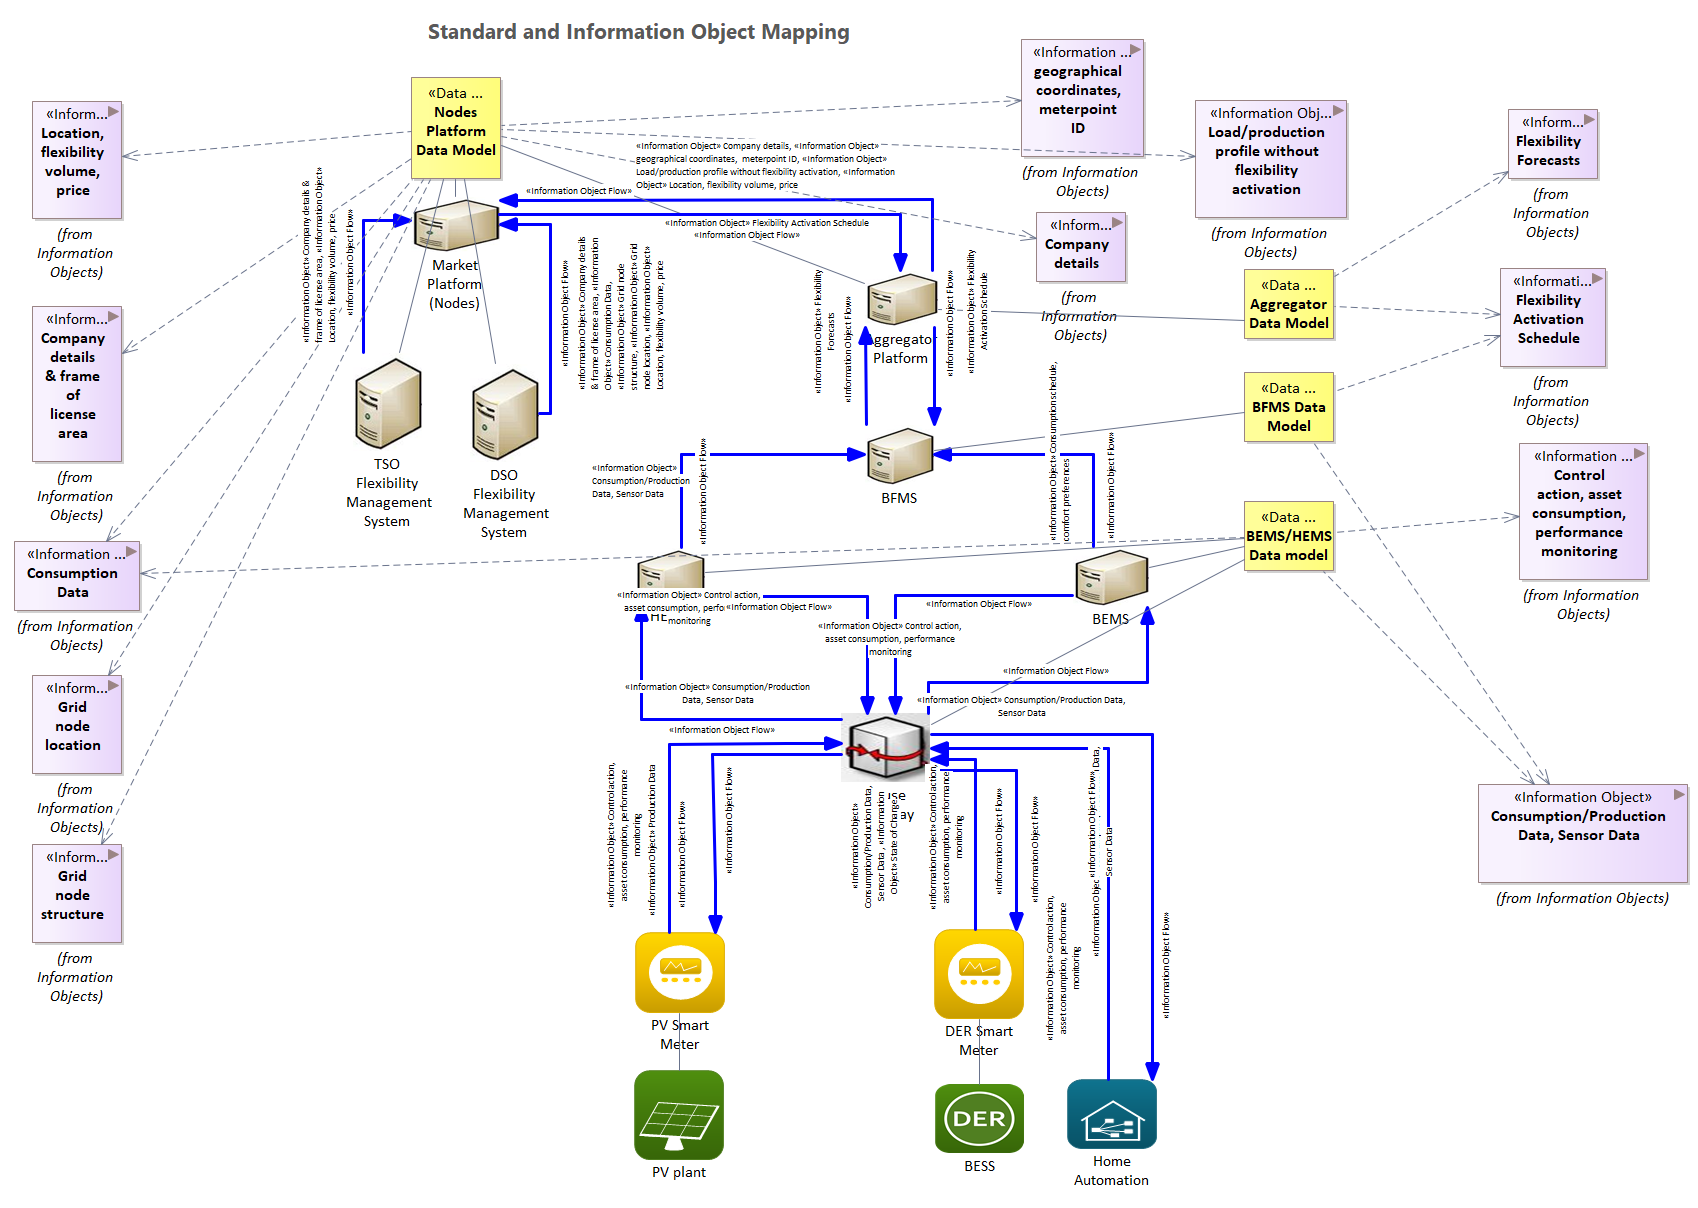 Standard and Information Object Mapping
«Inform...
Location,
flexibility
volume,
price
(from
Information
Objects)
«Data ...
Nodes
Platform
Data Model
«Information ...
geographical
coordinates,
meterpoint
ID
(from Information
Objects)
«Information Obj...
Load/production
profile without
flexibility
activation
(from Information
Objects)
«Inform...
Flexibility
Forecasts
(from
Information
Objects)
«Information Object» Company details, «Information Object»
geographical coordinates,  meterpoint ID, «Information Object»
Load/production profile without flexibility activation, «Information
Object» Location, flexibility volume, price
«Information Object Flow»
«Information Object» Flexibility Activation Schedule
«Information Object Flow»
«Inform...
Company
details
(from
Information
Objects)
Market
Platform
(Nodes)
«Information Object» Company details &
frame of license area, «Information Object»
Location, flexibility volume, price
«Information Object Flow»
«Information Object Flow»
«Information Object» Company details
& frame of license area, «Information
Object» Consumption Data,
«Information Object» Grid node
structure, «Information Object» Grid
node location, «Information Object»
Location, flexibility volume, price
«Inform...
Company
details
& frame
of
license
area
(from
Information
Objects)
«Data ...
Aggregator
Data Model
«Informati...
Flexibility
Activation
Schedule
(from
Information
Objects)
Aggregator
Platform
«Information Object» Flexibility
Forecasts
«Information Object Flow»
«Information Object Flow»
«Information Object» Flexibility
Activation Schedule
«Data ...
BFMS Data
Model
TSO
Flexibility
Management
System
DSO
Flexibility
Management
System
BFMS
«Information Object»
Consumption/Production
Data, Sensor Data
«Information Object Flow»
«Information Object» Consumption schedule,
comfort preferences
«Information Object Flow»
«Information ...
Control
action, asset
consumption,
performance
monitoring
(from Information
Objects)
«Data ...
BEMS/HEMS
Data model
«Information ...
Consumption
Data
(from Information
Objects)
«Information Object» Control action,
asset consumption, perfo
monitoring
«Information Object Flow»
HE
«Information Object Flow»
BEMS
«Information Object» Control action,
asset consumption, performance
monitoring
«Information Object Flow»
«Information Object» Consumption/Production
Data, Sensor Data
«Information Object» Consumption/Production Data,
Sensor Data
«Information Object Flow»
«Inform...
Grid
node
location
(from
Information
Objects)
«Inform...
Grid
node
structure
(from
Information
Objects)
«Information Object»
Consumption/Production
Data, Sensor Data
(from Information Objects)
«Information Object» Control action,
asset consumption, performance
monitoring
«Information Object» Production Data
«Information Object Flow»
«Information Object Flow»
se
ay
«Information Object»
Consumption/Production Data,
Sensor Data , «Information
Object» State of Charge
«Information Object» Control action,
asset consumption, performance
monitoring
«Information Object Flow»
«Information Object Flow»
«Information Object» Control action,
asset consumption, performance
monitoring
«Information Object Flow»
Data,
«Information Objec
Sensor Data
«Information Object Flow»
PV Smart
Meter
DER Smart
Meter
PV plant
DER
BESS
Home
Automation